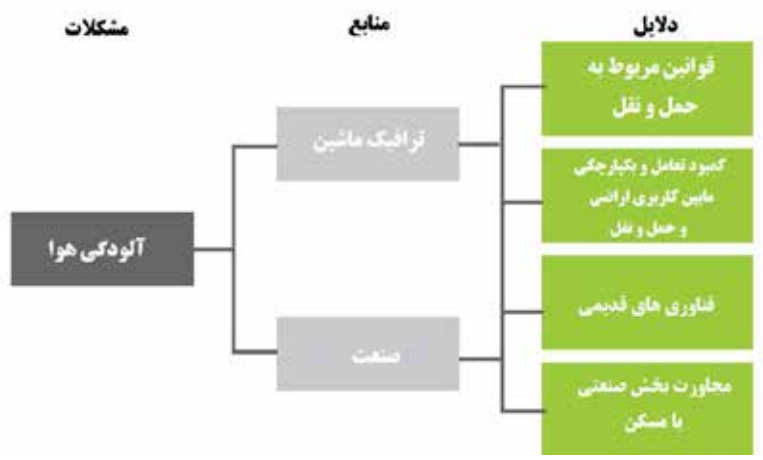 دلایل
منابع
مشکلات
قوانین مربوط به
حمل و نقل
کمبود تعامل و یکپارچگی
مابین کاربری اراضی
و حمل و نقل
فناوری های قدیمی
مجاورت بخش صنعتی
با مسکن
ترافیک ماشین
صنعت
آلودگی هوا